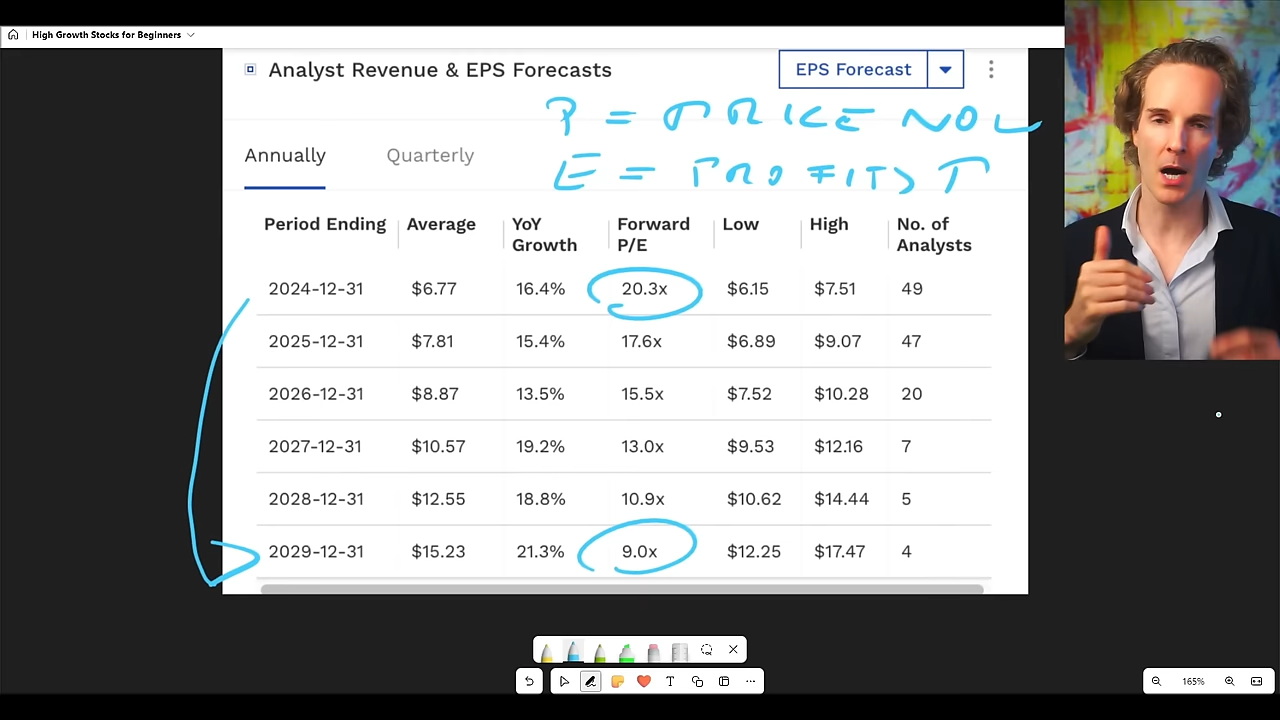 High Growth Stocks for Beginners
Analyst Revenue & EPS Forecasts
EPS Forecast
P = PRICE NOW
E = PROFITS T
Annually
Quarterly
Period Ending Average YoY Growth Forward P/E Low High No. of Analysts
2024-12-31 $6.77 16.4% 20.3x $6.15 $7.51 49
2025-12-31 $7.81 15.4% 17.6x $6.89 $9.07 47
2026-12-31 $8.87 13.5% 15.5x $7.52 $10.28 20
2027-12-31 $10.57 19.2% 13.0x $9.53 $12.16 7
2028-12-31 $12.55 18.8% 10.9x $10.62 $14.44 5
2029-12-31 $15.23 21.3% 9.0x $12.25 $17.47 4
T
165%